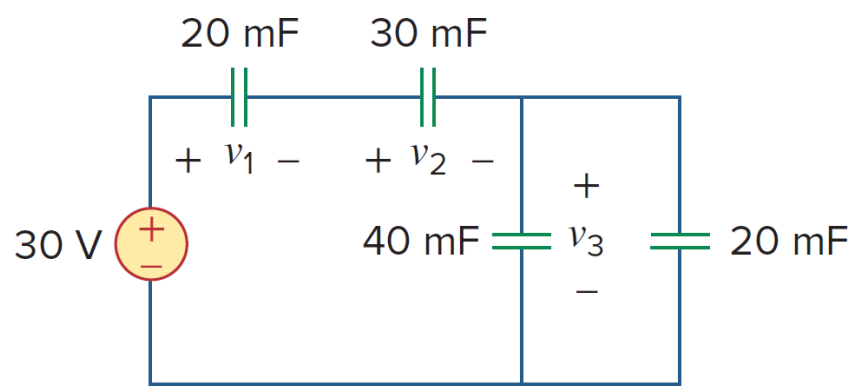 20 mF 30 mF
+ v1 – + v2 –
+
30 V + – 40 mF v3 20 mF
–